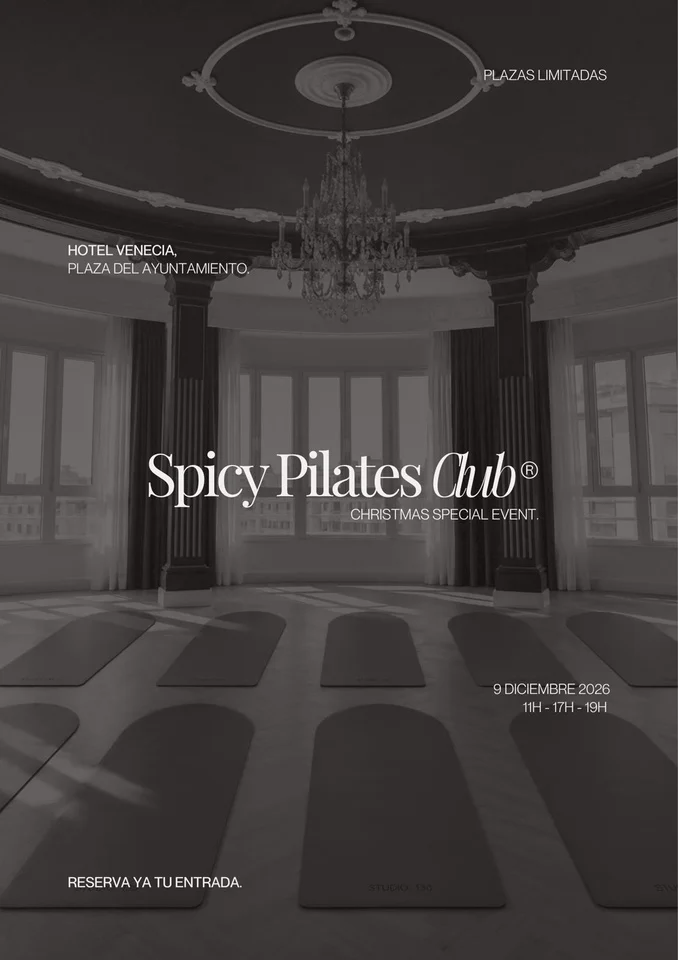 PLAZAS LIMITADAS
HOTEL VENECIA,
PLAZA DEL AYUNTAMIENTO.
Spicy Pilates Club®
CHRISTMAS SPECIAL EVENT.
9 DICIEMBRE 2026
11H - 17H - 19H
RESERVA YA TU ENTRADA.